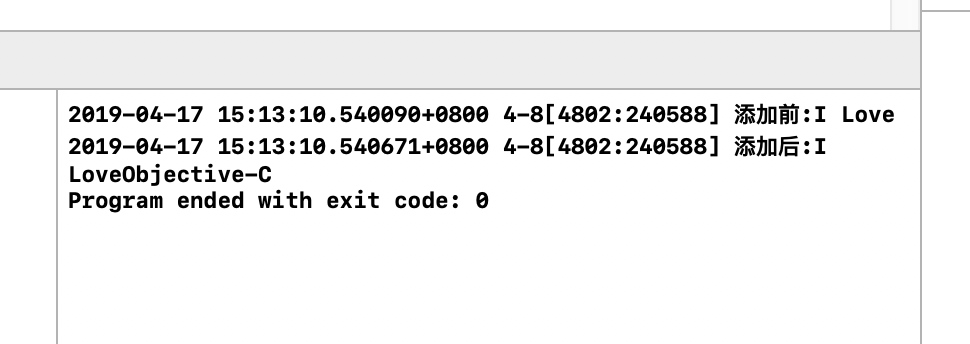 2019-04-17 15:13:10.540090+0800 4-8[4802:240588] 添加前:I Love
2019-04-17 15:13:10.540671+0800 4-8[4802:240588] 添加后:I
LoveObjective-C
Program ended with exit code: 0